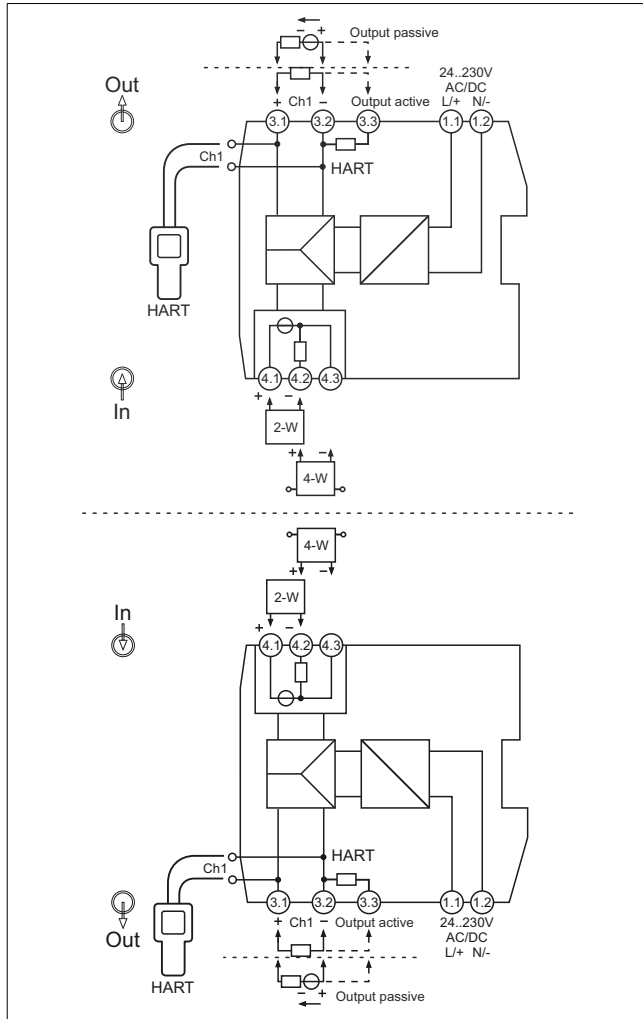 − + Output passive
Out
24..230V
AC/DC
+ Ch1 − Output active L/+ N/-
3.1 3.2 3.3 1.1 1.2
Ch1
HART
HART
4.1 4.2 4.3
In
+ −
2-W
+ −
4-W
4-W
+ −
2-W
In
+ −
4.1 4.2 4.3
HART
Ch1
3.1 3.2 3.3 1.1 1.2
+ Ch1 − Output active 24..230V
AC/DC
Out
L/+ N/-
HART
− + Output passive